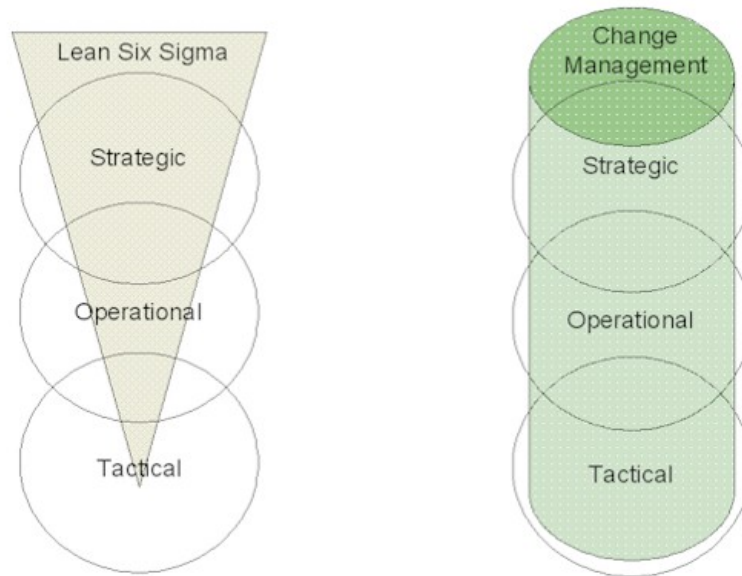 Lean Six Sigma
Strategic
Operational
Tactical
Change
Management
Strategic
Operational
Tactical